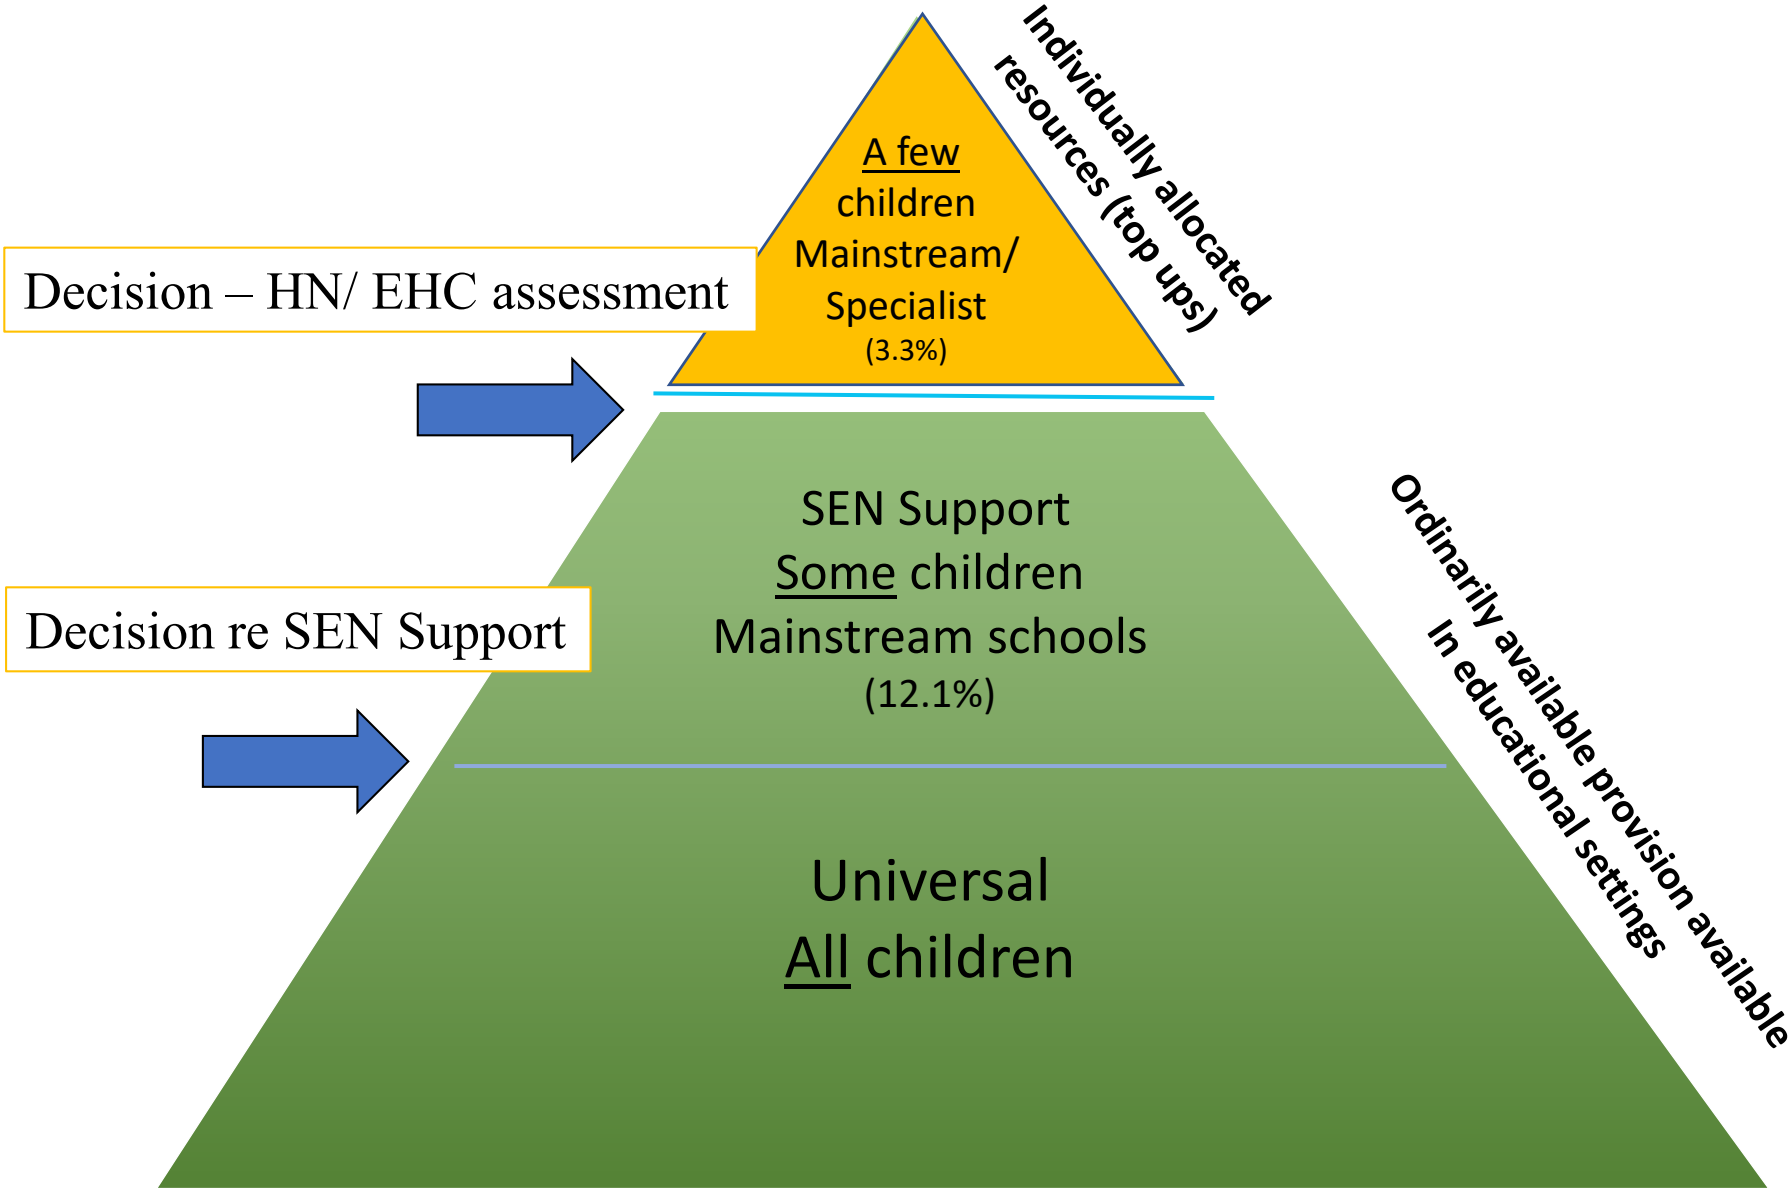 Individually allocated
resources (top ups)
A few
children
Mainstream/
Specialist
(3.3%)
Decision – HN/ EHC assessment
SEN Support
Some children
Mainstream schools
(12.1%)
Decision re SEN Support
Ordinarily available provision available
In educational settings
Universal
All children